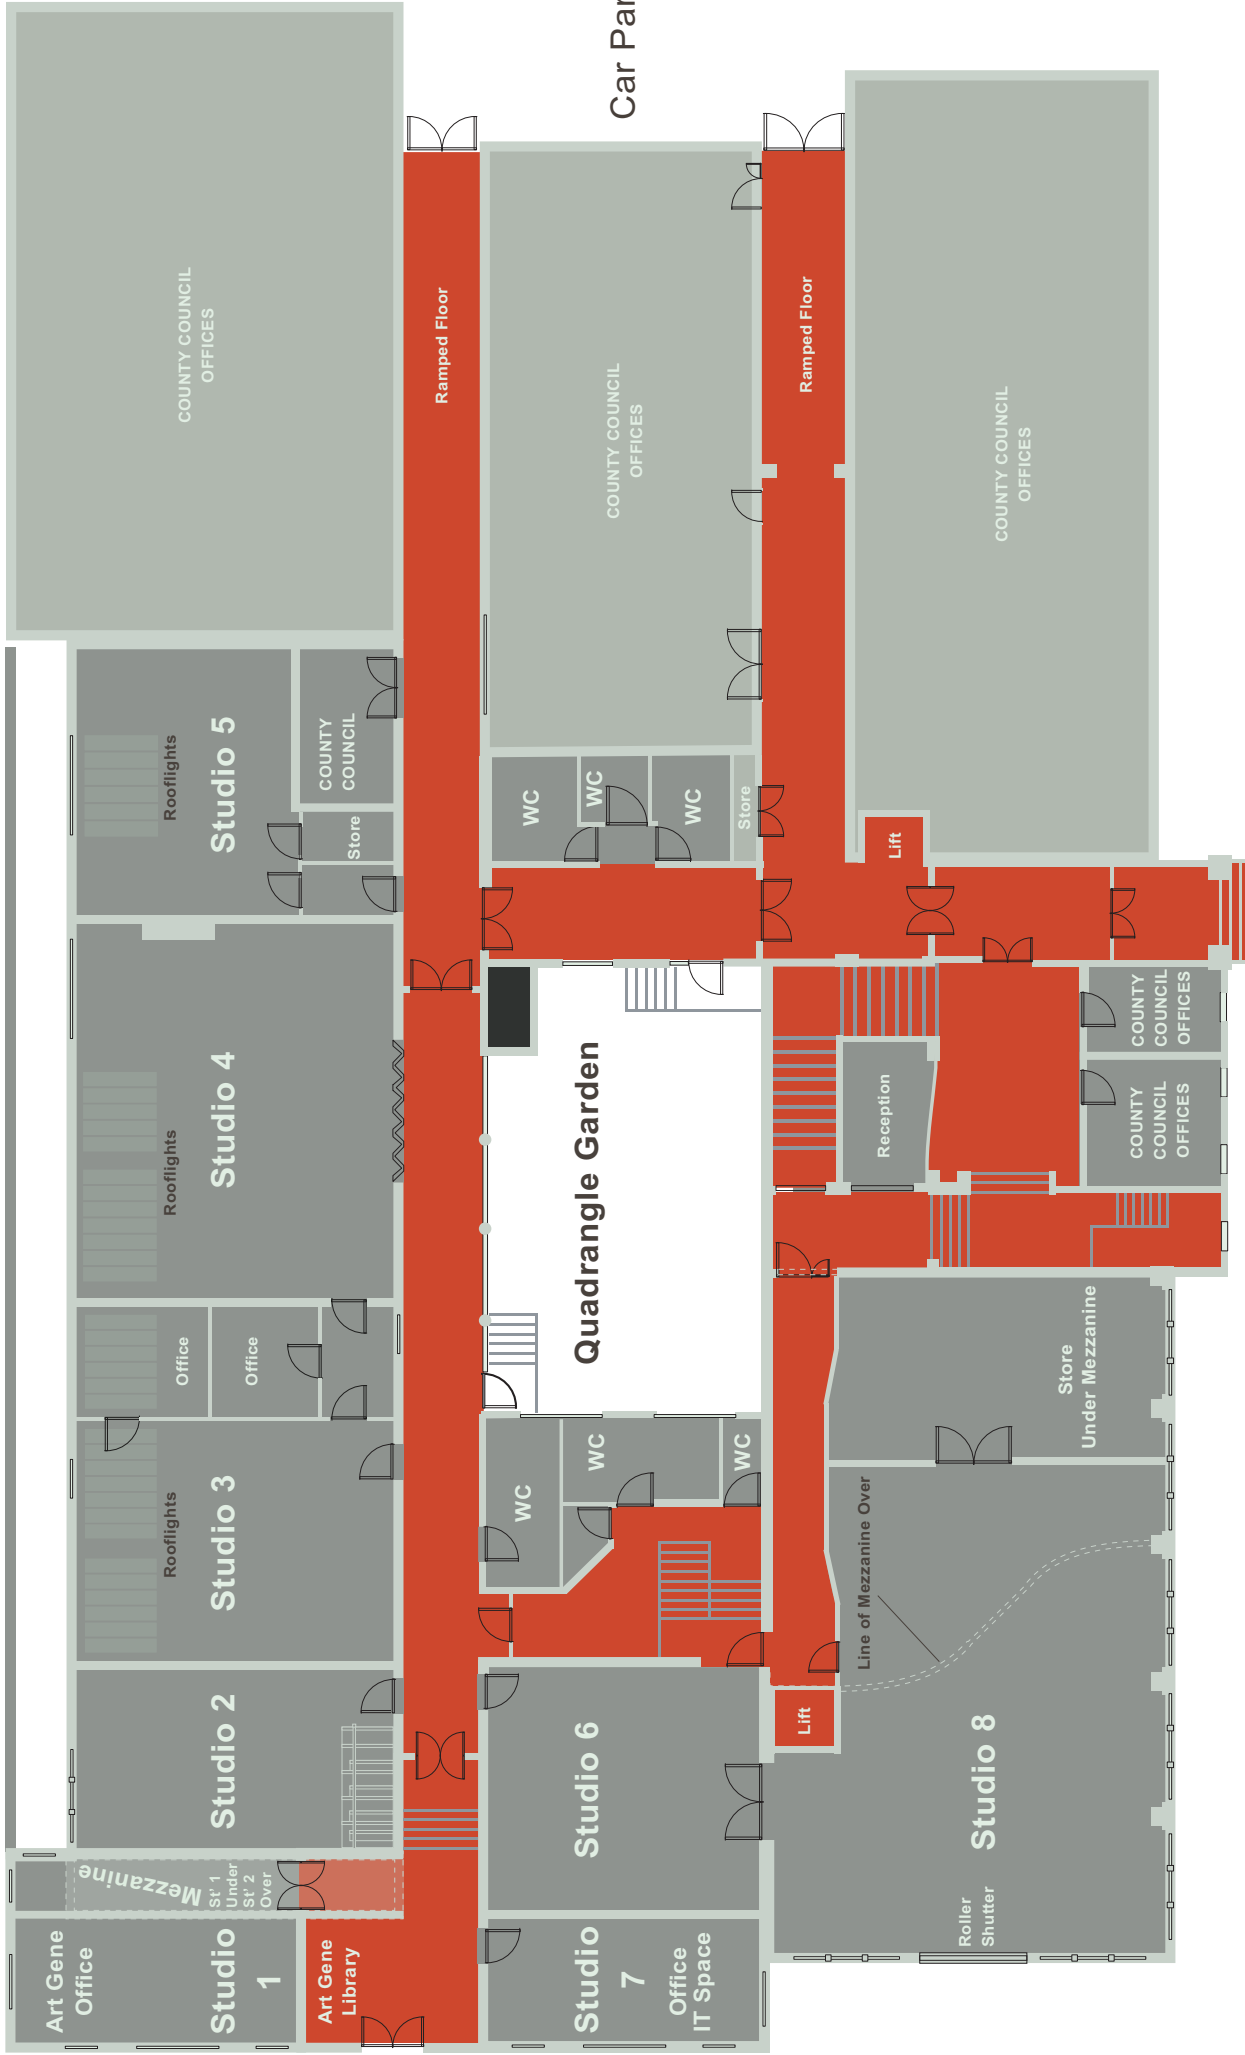 Car Par
COUNTY COUNCIL
OFFICES
Ramped Floor
COUNTY COUNCIL
OFFICES
Ramped Floor
COUNTY COUNCIL
OFFICES
Rooflights
Studio 5
COUNTY
COUNCIL
Store
WC
WC
WC
Store
Lift
Rooflights
Studio 4
Quadrangle Garden
Reception
COUNTY
COUNCIL
OFFICES
COUNTY
COUNCIL
OFFICES
Office
Office
Store
Under Mezzanine
Rooflights
Studio 3
WC
WC
WC
Line of Mezzanine Over
Studio 2
Studio 6
Lift
Studio 8
Mezzanine
St' 1
Under
St' 2
Over
Roller
Shutter
Art Gene
Office
Studio
1
Art Gene
Library
Studio
7
Office
IT Space